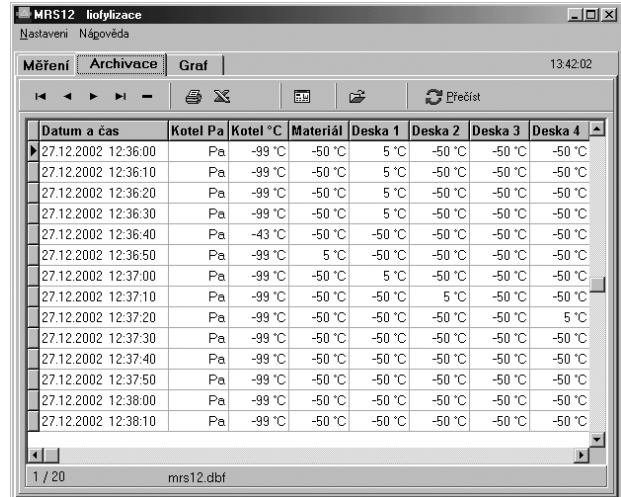 MRS12 liofylizace
Nastaveni Nápověda
Měření Archivace Graf 13:42:02
Přečíst
Datum a čas Kotel Pa Kotel °C Materiál Deska 1 Deska 2 Deska 3 Deska 4
27.12.2002 12:36:00 Pa -99 °C -50 °C 5 °C -50 °C -50 °C -50 °C
27.12.2002 12:36:10 Pa -99 °C -50 °C 5 °C -50 °C -50 °C -50 °C
27.12.2002 12:36:20 Pa -99 °C -50 °C 5 °C -50 °C -50 °C -50 °C
27.12.2002 12:36:30 Pa -99 °C -50 °C 5 °C -50 °C -50 °C -50 °C
27.12.2002 12:36:40 Pa -43 °C -50 °C -50 °C -50 °C -50 °C -50 °C
27.12.2002 12:36:50 Pa -99 °C 5 °C -50 °C -50 °C -50 °C -50 °C
27.12.2002 12:37:00 Pa -99 °C -50 °C 5 °C -50 °C -50 °C -50 °C
27.12.2002 12:37:10 Pa -99 °C -50 °C -50 °C 5 °C -50 °C -50 °C
27.12.2002 12:37:20 Pa -99 °C -50 °C -50 °C -50 °C -50 °C 5 °C
27.12.2002 12:37:30 Pa -99 °C -50 °C -50 °C -50 °C -50 °C -50 °C
27.12.2002 12:37:40 Pa -99 °C -50 °C -50 °C -50 °C -50 °C -50 °C
27.12.2002 12:37:50 Pa -99 °C -50 °C -50 °C -50 °C -50 °C -50 °C
27.12.2002 12:38:00 Pa -99 °C -50 °C -50 °C -50 °C -50 °C -50 °C
27.12.2002 12:38:10 Pa -99 °C -50 °C -50 °C -50 °C -50 °C -50 °C
1 / 20 mrs12.dbf